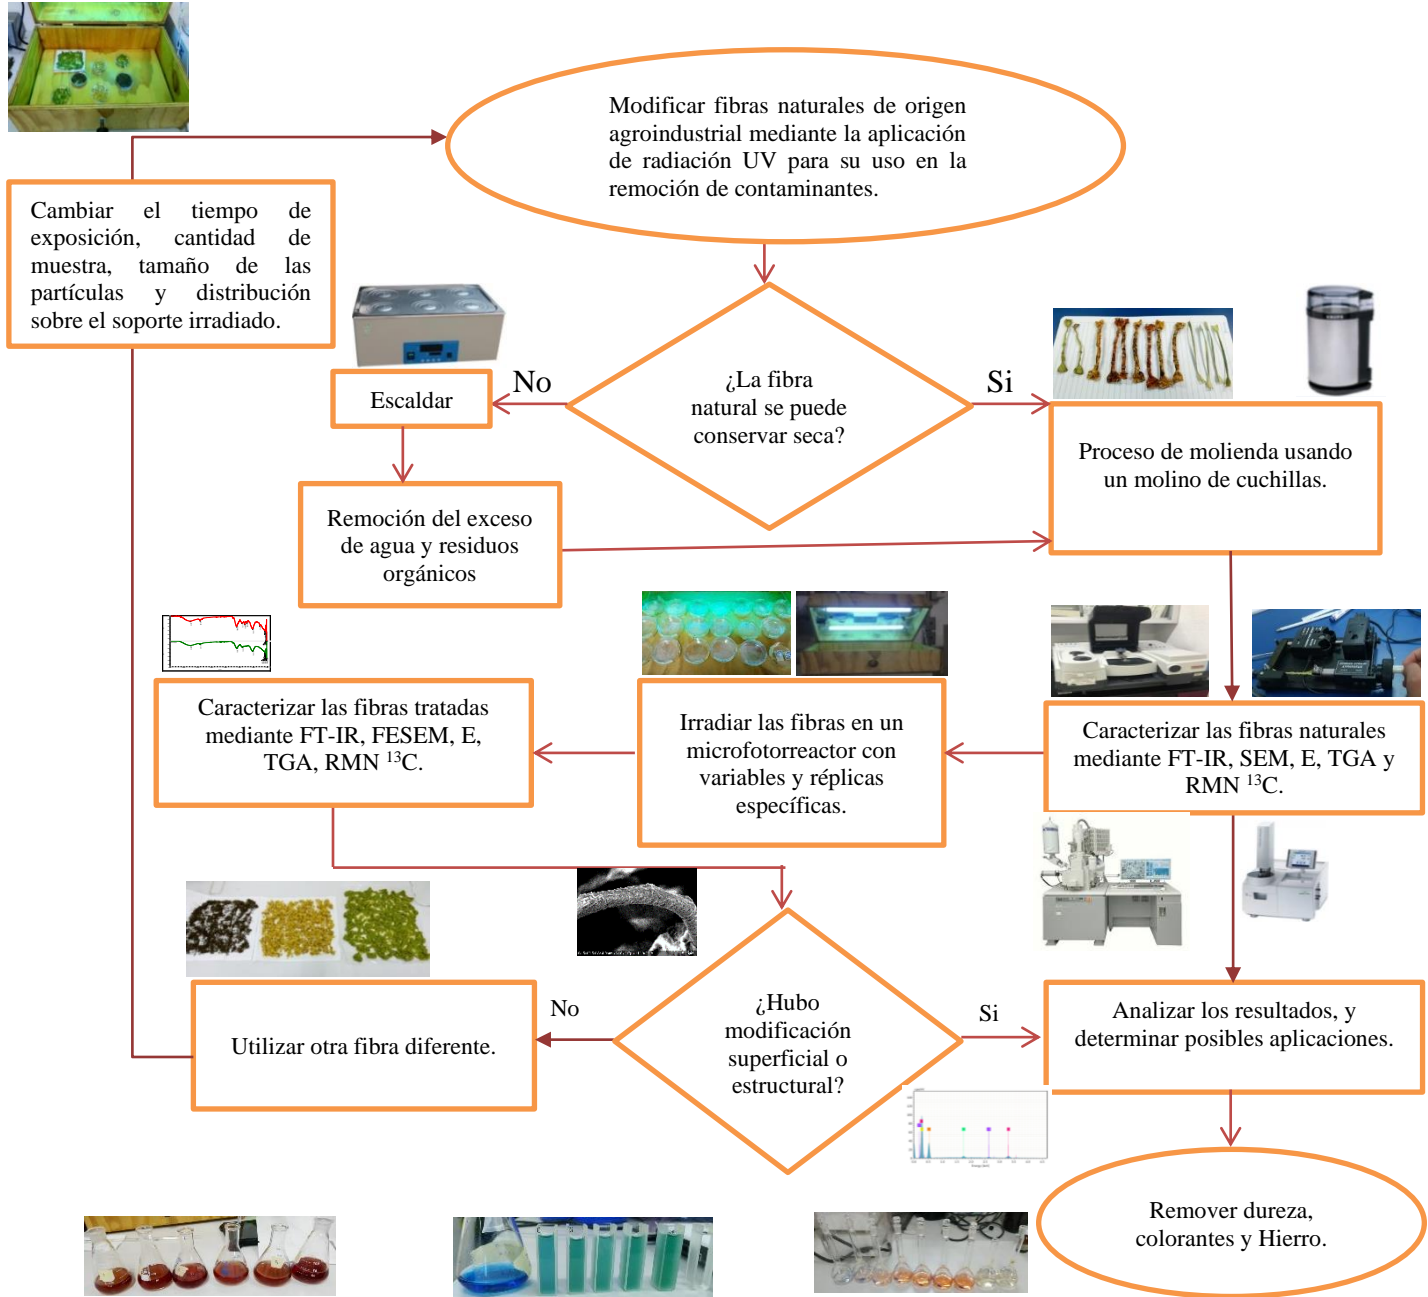 Modificar fibras naturales de origen
agroindustrial mediante la aplicación
de radiación UV para su uso en la
remoción de contaminantes.
Cambiar el tiempo de
exposición, cantidad de
muestra, tamaño de las
partículas y distribución
sobre el soporte irradiado.
¿La fibra
natural se puede
conservar seca?
No
Si
Escaldar
Proceso de molienda usando
un molino de cuchillas.
Remoción del exceso
de agua y residuos
orgánicos
Caracterizar las fibras tratadas
mediante FT-IR, FESEM, E,
TGA, RMN ¹³C.
Irradiar las fibras en un
microfotorreactor con
variables y réplicas
específicas.
Caracterizar las fibras naturales
mediante FT-IR, SEM, E, TGA y
RMN ¹³C.
¿Hubo
modificación
superficial o
estructural?
No
Si
Utilizar otra fibra diferente.
Analizar los resultados, y
determinar posibles aplicaciones.
Remover dureza,
colorantes y Hierro.